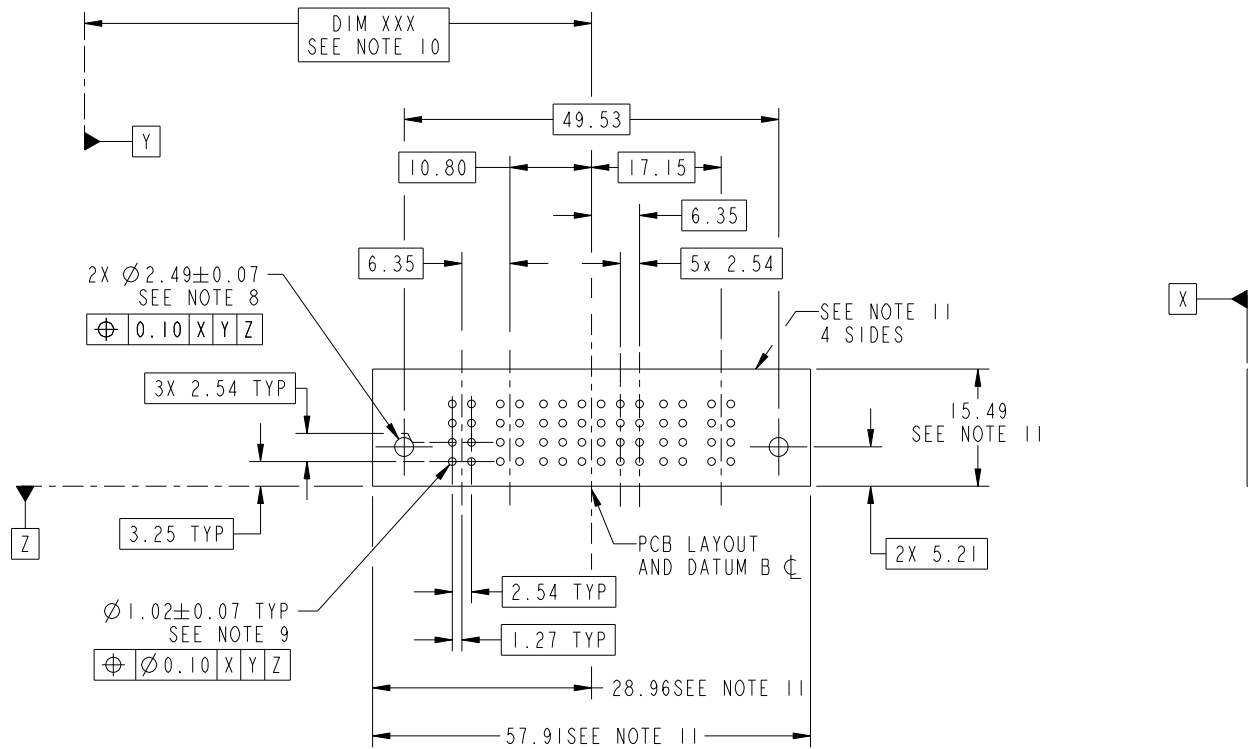 DIM XXX
SEE NOTE 10
49.53
Y
10.80
17.15
6.35
6.35
5x 2.54
2X ∅2.49±0.07
SEE NOTE 8
⌖ 0.10 X Y Z
X
SEE NOTE 11
4 SIDES
3X 2.54 TYP
15.49
SEE NOTE 11
3.25 TYP
Z
PCB LAYOUT
AND DATUM B ℄
2X 5.21
2.54 TYP
∅1.02±0.07 TYP
SEE NOTE 9
⌖ ∅0.10 X Y Z
1.27 TYP
28.96SEE NOTE 11
57.91SEE NOTE 11